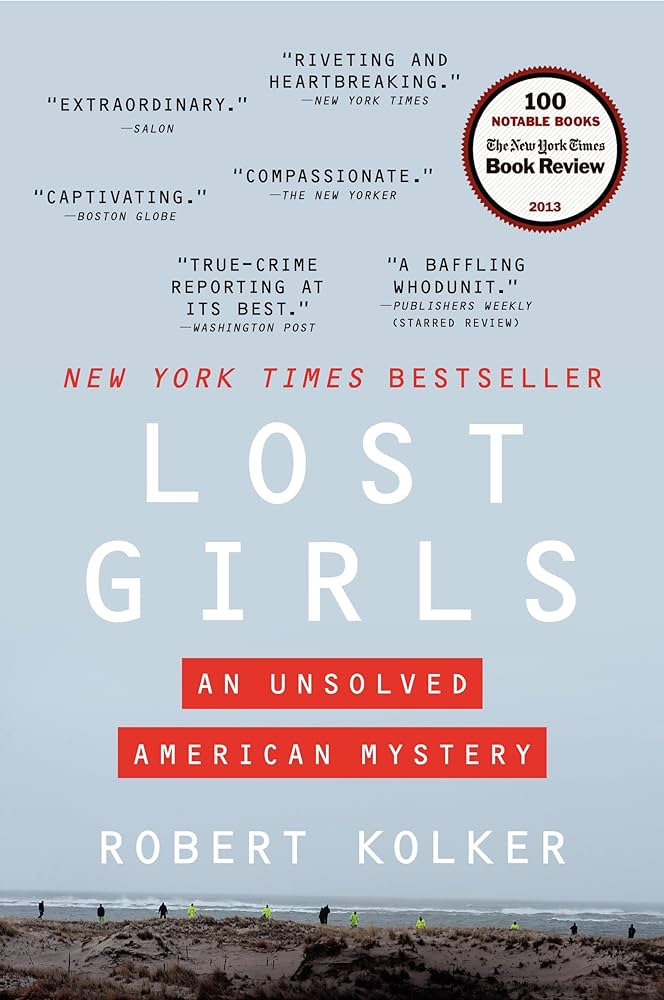 "RIVETING AND
HEARTBREAKING."
—NEW YORK TIMES
"EXTRAORDINARY."
—SALON
100
NOTABLE BOOKS
The New York Times
Book Review
2013
"COMPASSIONATE."
—THE NEW YORKER
"CAPTIVATING."
—BOSTON GLOBE
"TRUE-CRIME
REPORTING AT
ITS BEST."
—WASHINGTON POST
"A BAFFLING
WHODUNIT."
—PUBLISHERS WEEKLY
(STARRED REVIEW)
NEW YORK TIMES BESTSELLER
LOST
GIRLS
AN UNSOLVED
AMERICAN MYSTERY
ROBERT KOLKER